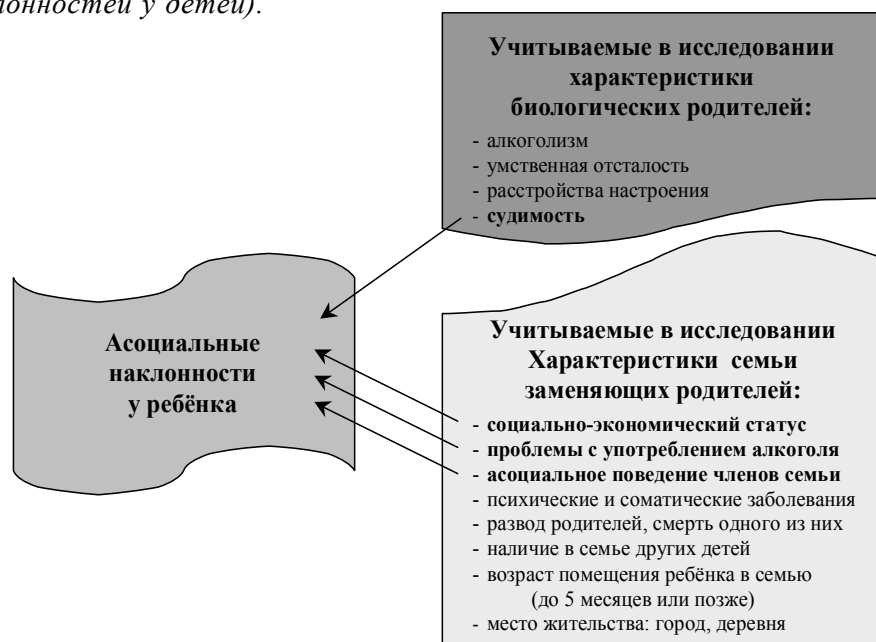 лонностей у детей).
Учитываемые в исследовании
характеристики
биологических родителей:
- алкоголизм
- умственная отсталость
- расстройства настроения
- судимость
Асоциальные
наклонности
у ребёнка
Учитываемые в исследовании
Характеристики семьи
заменяющих родителей:
- социально-экономический статус
- проблемы с употреблением алкоголя
- асоциальное поведение членов семьи
- психические и соматические заболевания
- развод родителей, смерть одного из них
- наличие в семье других детей
- возраст помещения ребёнка в семью
(до 5 месяцев или позже)
- место жительства: город, деревня